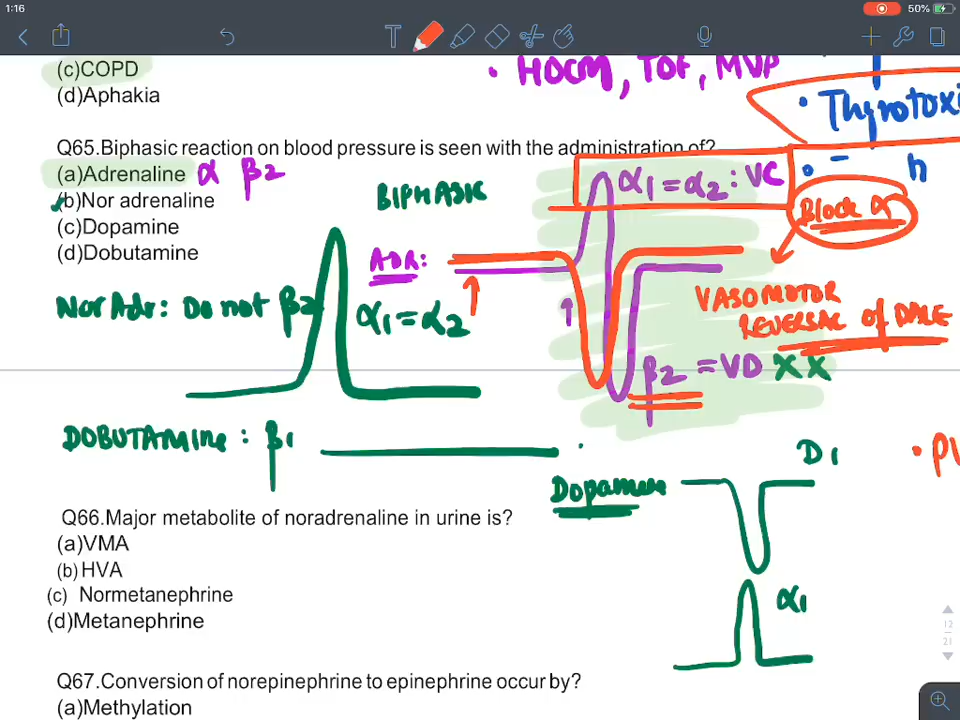 1:16
50%
T
(c)COPD
(d)Aphakia
• HOCM, TOF, MVP
• Thyrotoxi
Q65.Biphasic reaction on blood pressure is seen with the administration of?
(a)Adrenaline α β2
(b)Nor adrenaline
(c)Dopamine
(d)Dobutamine
BIPHASIC
α1 = α2 : VC
Block α
ADR:
Nor Adr: Do not β2
α1 = α2
VASOMOTOR
REVERSAL of DALE
β2 = VD X X
DOBUTAMINE : β1
Dopamine
D1
α1
Q66.Major metabolite of noradrenaline in urine is?
(a)VMA
(b)HVA
(c) Normetanephrine
(d)Metanephrine
12
21
Q67.Conversion of norepinephrine to epinephrine occur by?
(a)Methylation